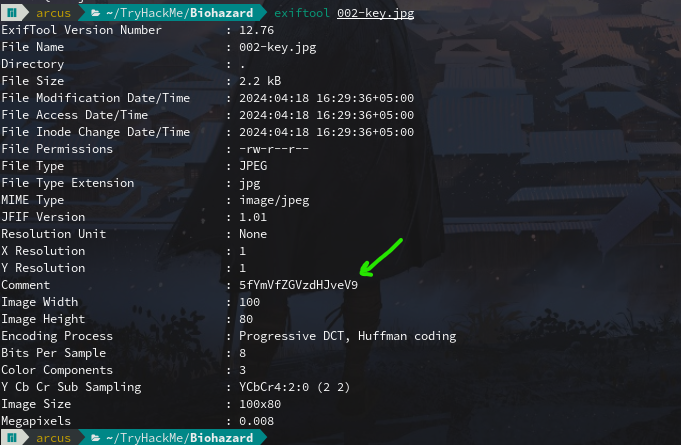 arcus ~/TryHackMe/Biohazard exiftool 002-key.jpg
ExifTool Version Number : 12.76
File Name : 002-key.jpg
Directory : .
File Size : 2.2 kB
File Modification Date/Time : 2024:04:18 16:29:36+05:00
File Access Date/Time : 2024:04:18 16:29:36+05:00
File Inode Change Date/Time : 2024:04:18 16:29:36+05:00
File Permissions : -rw-r--r--
File Type : JPEG
File Type Extension : jpg
MIME Type : image/jpeg
JFIF Version : 1.01
Resolution Unit : None
X Resolution : 1
Y Resolution : 1
Comment : 5fYmVfZGVzdHJveV9
Image Width : 100
Image Height : 80
Encoding Process : Progressive DCT, Huffman coding
Bits Per Sample : 8
Color Components : 3
Y Cb Cr Sub Sampling : YCbCr4:2:0 (2 2)
Image Size : 100x80
Megapixels : 0.008
arcus ~/TryHackMe/Biohazard